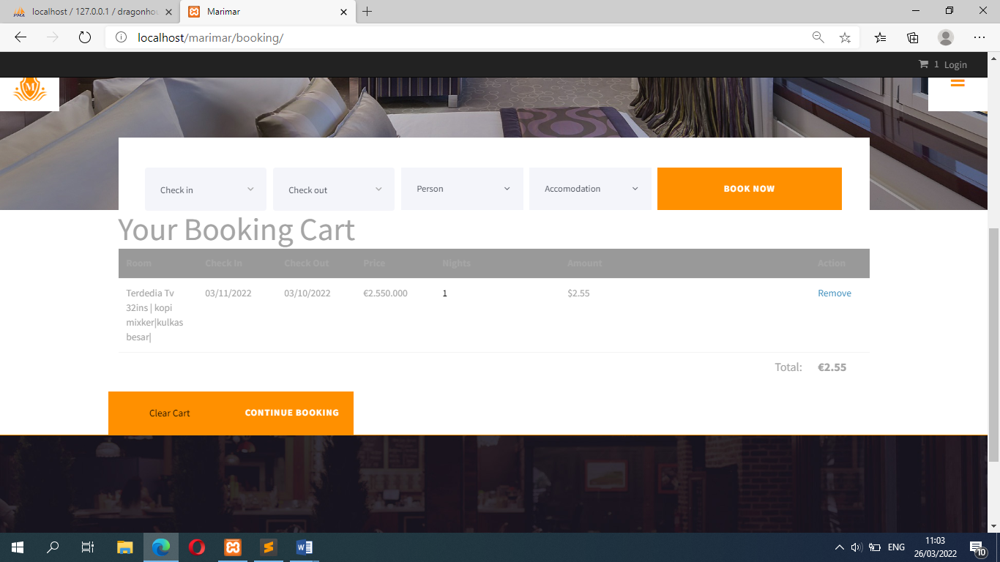 localhost / 127.0.0.1 / dragonhou
Marimar
localhost/marimar/booking/
1 Login
M
Check in
Check out
Person
Accomodation
BOOK NOW
Your Booking Cart
Room Check In Check Out Price Nights Amount Action
Terdedia Tv 03/11/2022 03/10/2022 €2.550.000 1 $2.55 Remove
32ins | kopi
mixker|kulkas
besar|
Total: €2.55
Clear Cart
CONTINUE BOOKING
ENG
11:03
26/03/2022
10